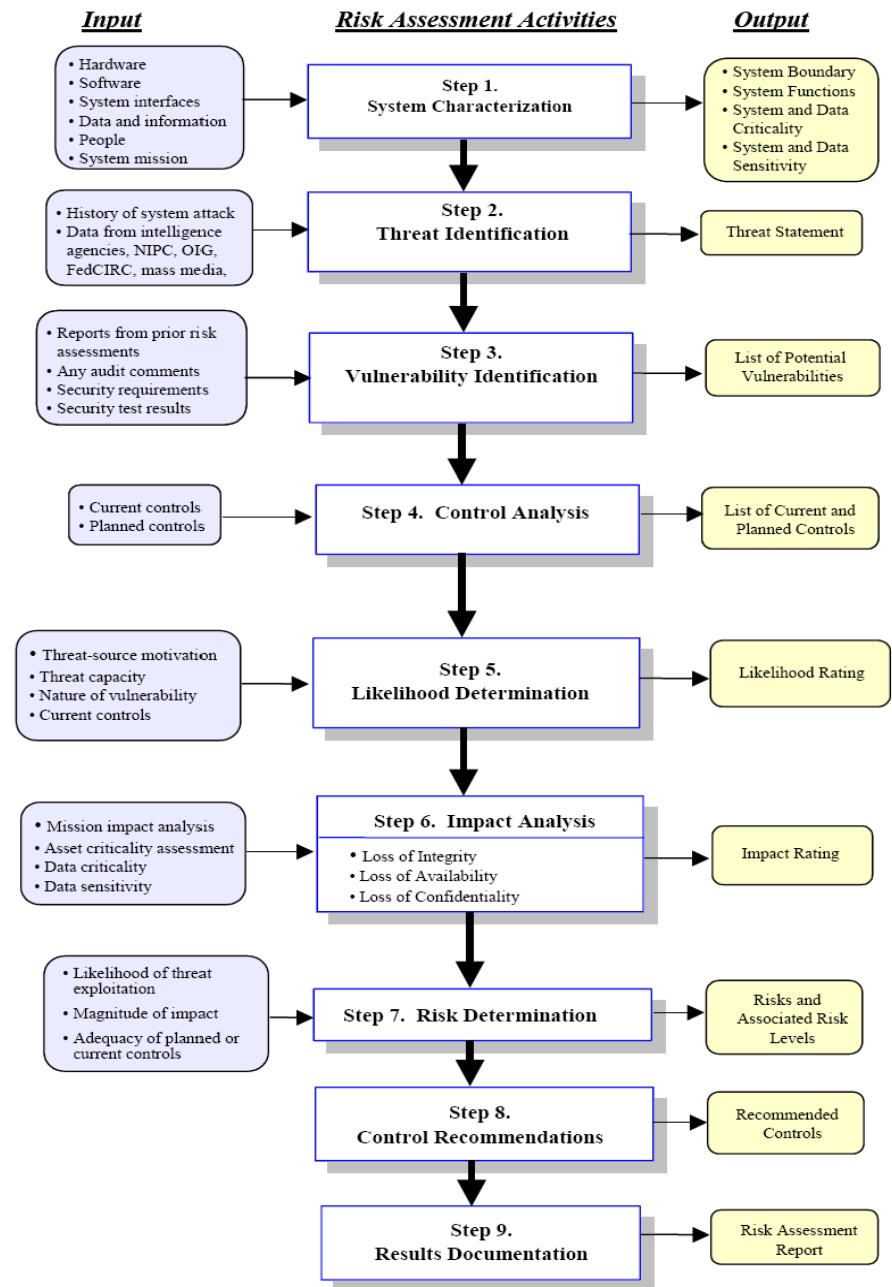 Input
Risk Assessment Activities
Output
• Hardware
• Software
• System interfaces
• Data and information
• People
• System mission
Step 1.
System Characterization
• System Boundary
• System Functions
• System and Data
Criticality
• System and Data
Sensitivity
• History of system attack
• Data from intelligence
agencies, NIPC, OIG,
FedCIRC, mass media,
Step 2.
Threat Identification
Threat Statement
• Reports from prior risk
assessments
• Any audit comments
• Security requirements
• Security test results
Step 3.
Vulnerability Identification
List of Potential
Vulnerabilities
• Current controls
• Planned controls
Step 4. Control Analysis
List of Current and
Planned Controls
• Threat-source motivation
• Threat capacity
• Nature of vulnerability
• Current controls
Step 5.
Likelihood Determination
Likelihood Rating
• Mission impact analysis
• Asset criticality assessment
• Data criticality
• Data sensitivity
Step 6. Impact Analysis
• Loss of Integrity
• Loss of Availability
• Loss of Confidentiality
Impact Rating
• Likelihood of threat
exploitation
• Magnitude of impact
• Adequacy of planned or
current controls
Step 7. Risk Determination
Risks and
Associated Risk
Levels
Step 8.
Control Recommendations
Recommended
Controls
Step 9.
Results Documentation
Risk Assessment
Report